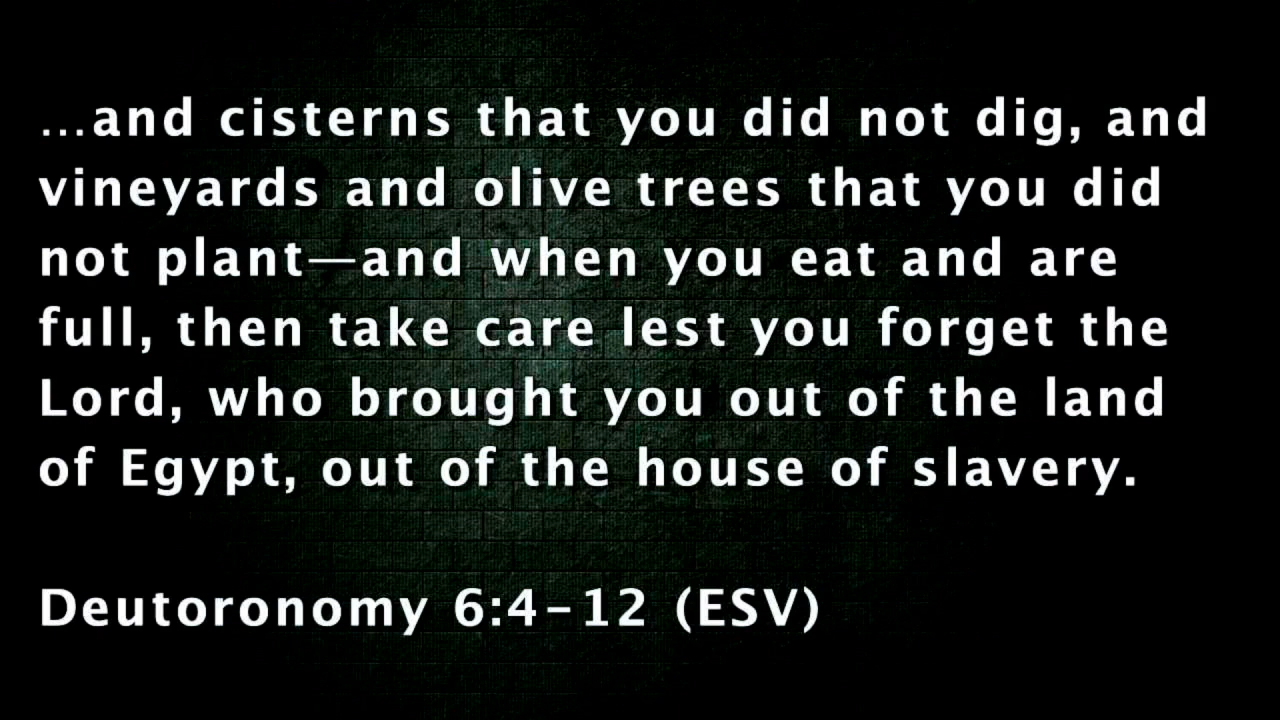 …and cisterns that you did not dig, and
vineyards and olive trees that you did
not plant—and when you eat and are
full, then take care lest you forget the
Lord, who brought you out of the land
of Egypt, out of the house of slavery.
Deutoronomy 6:4–12 (ESV)